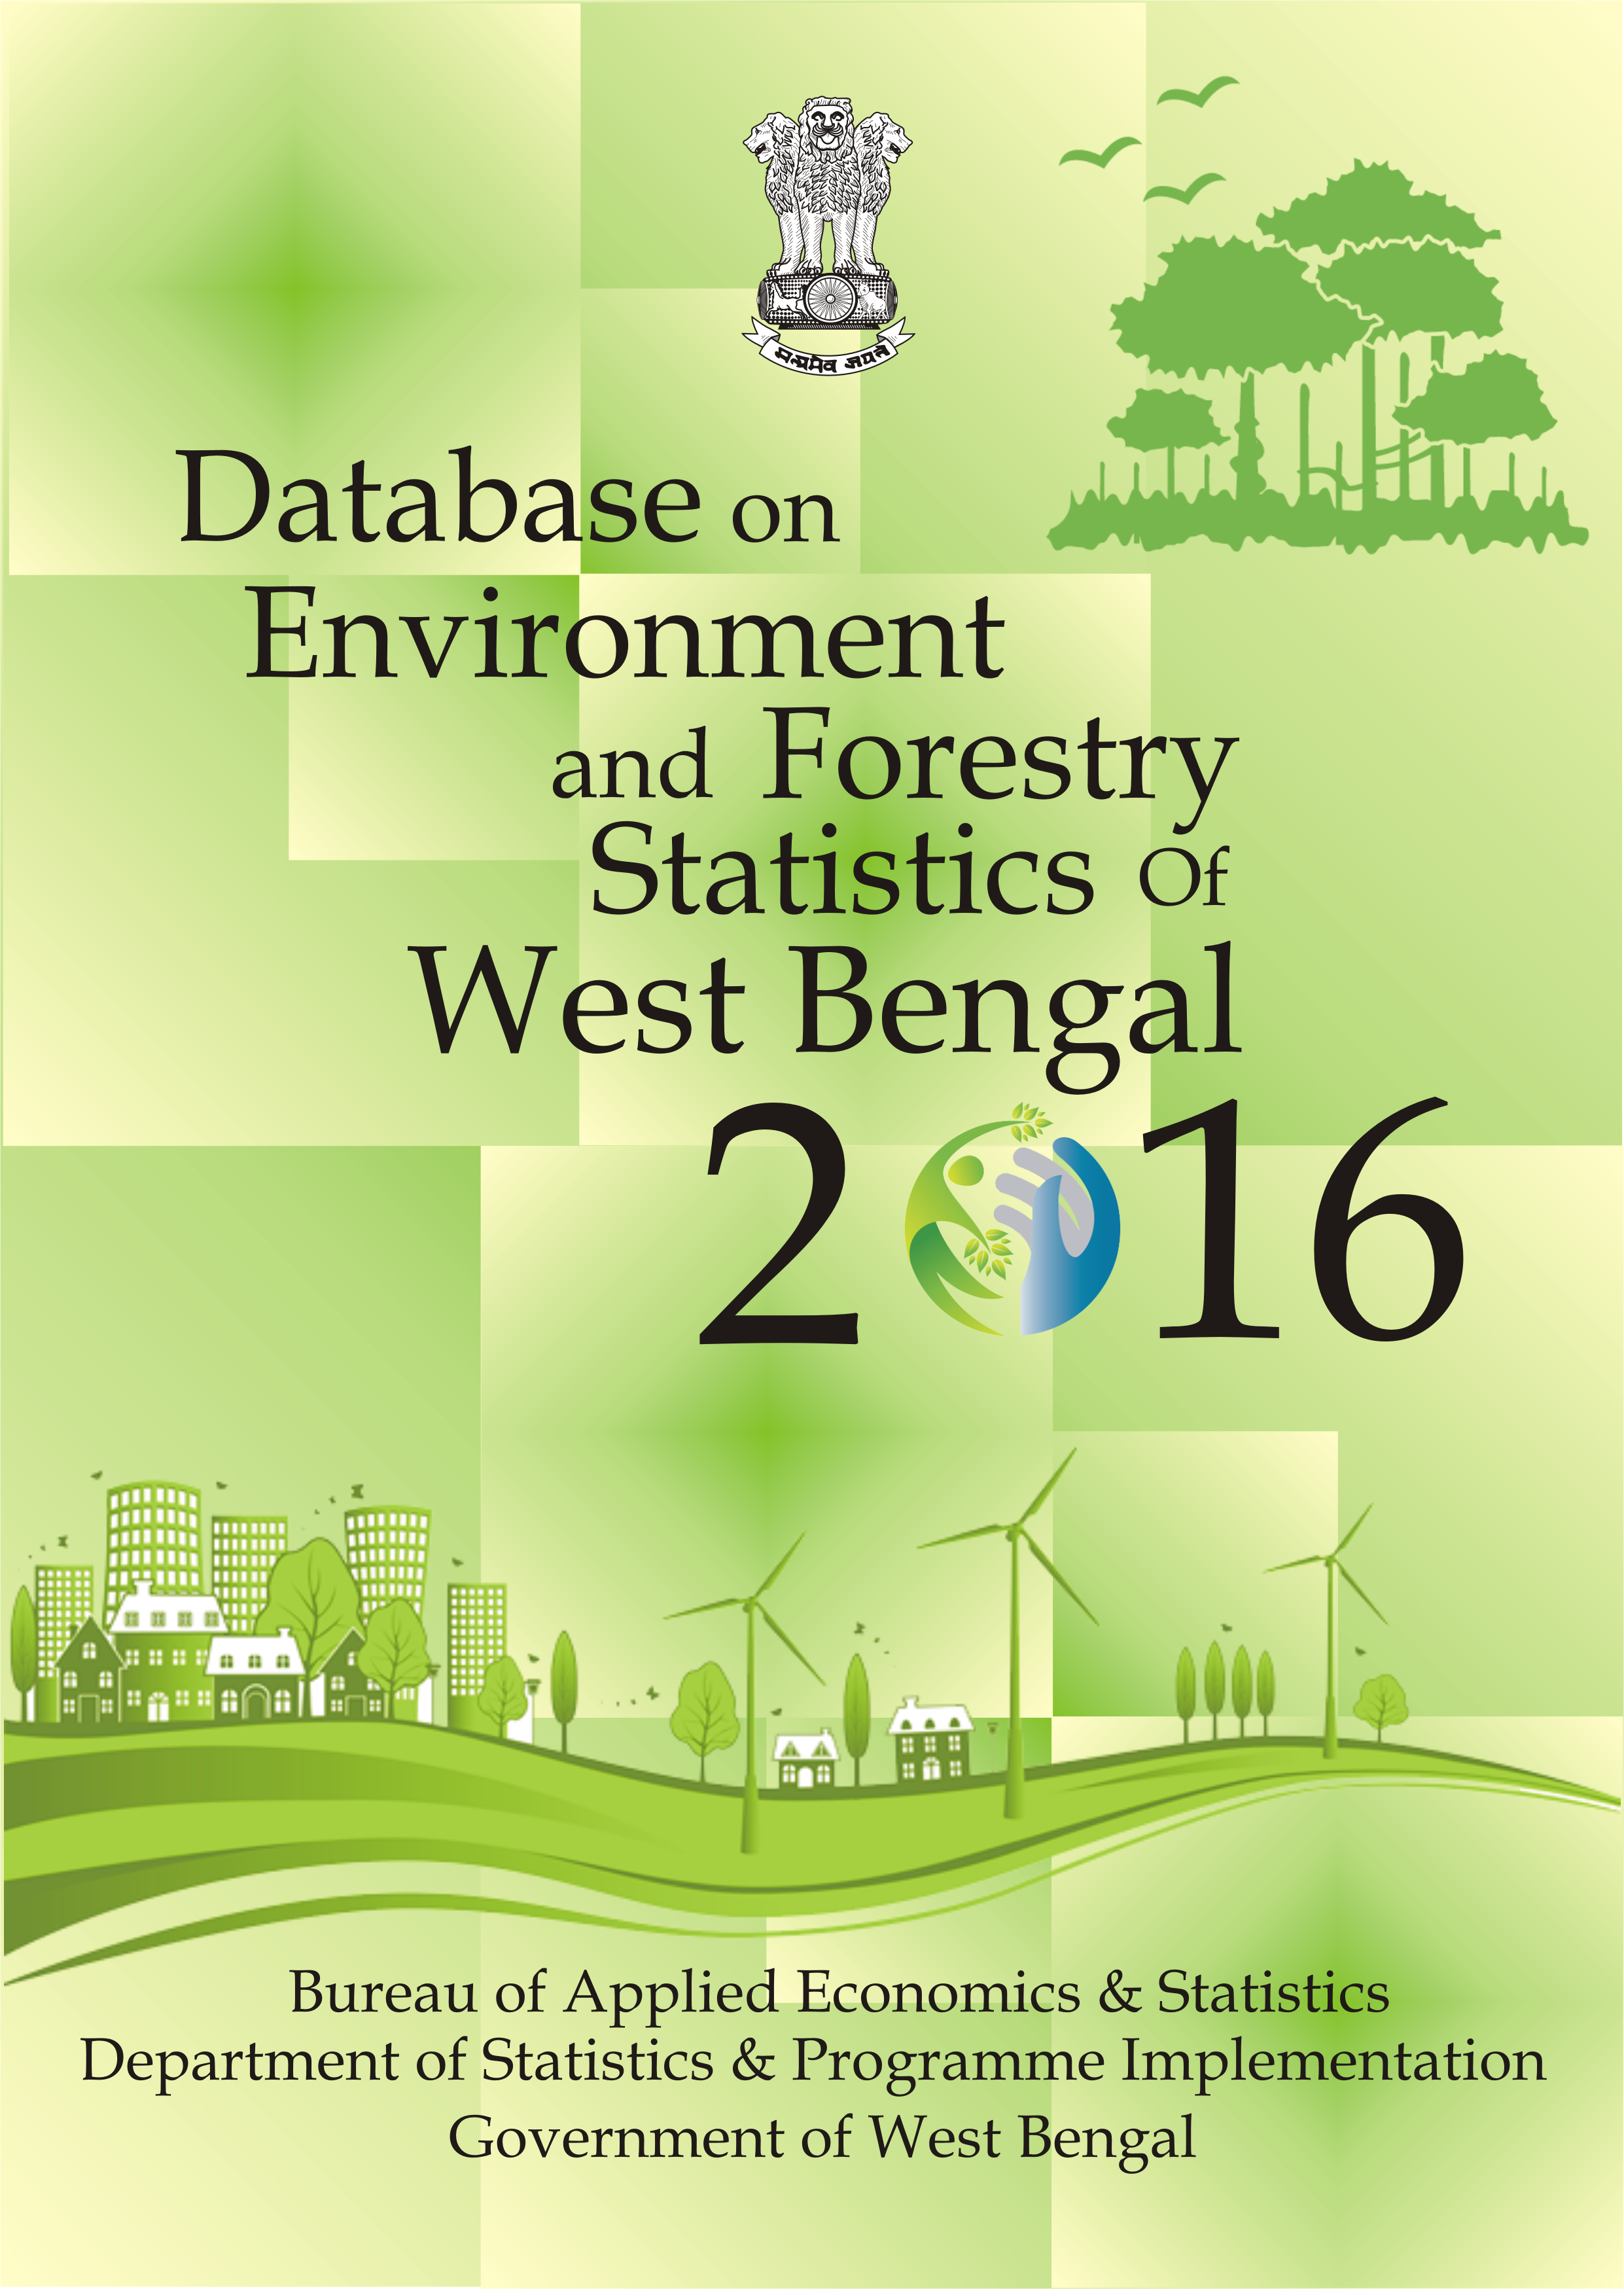 सत्यमेव जयते
Database on
Environment
and Forestry
Statistics Of
West Bengal
2016
Bureau of Applied Economics & Statistics
Department of Statistics & Programme Implementation
Government of West Bengal